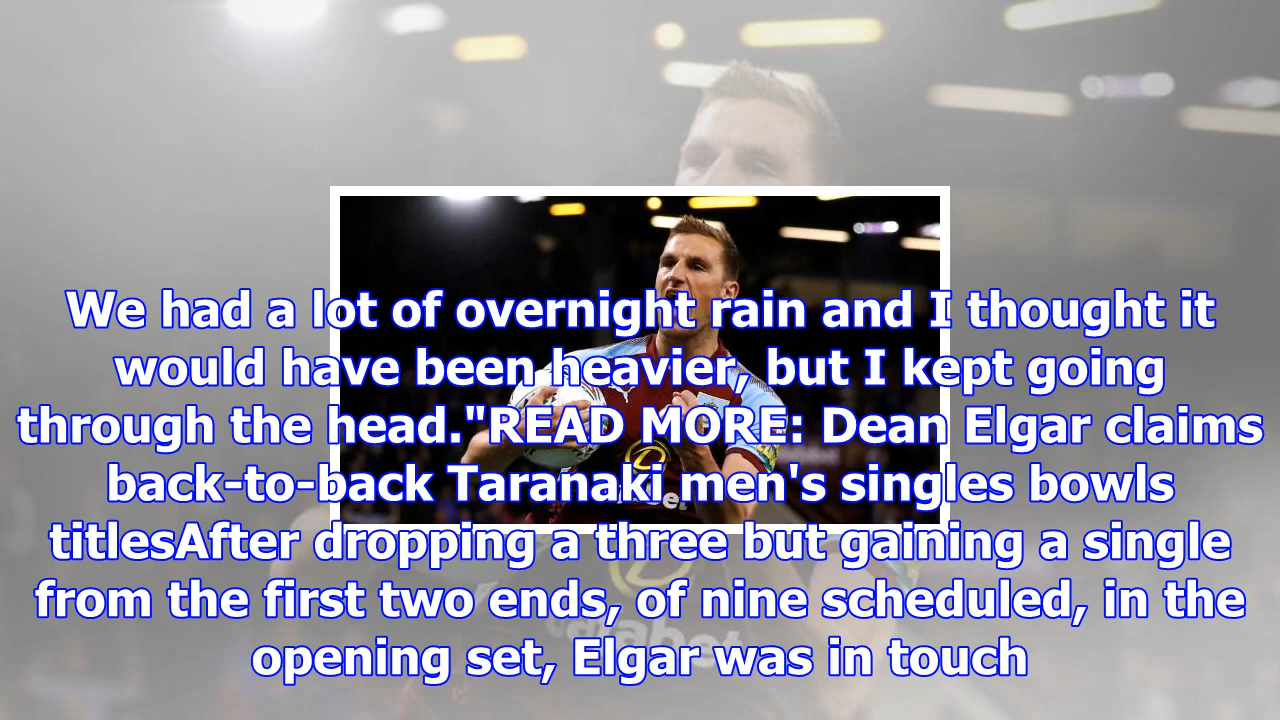 We had a lot of overnight rain and I thought it
would have been heavier, but I kept going
through the head."READ MORE: Dean Elgar claims
back-to-back Taranaki men's singles bowls
titlesAfter dropping a three but gaining a single
from the first two ends, of nine scheduled, in the
opening set, Elgar was in touch